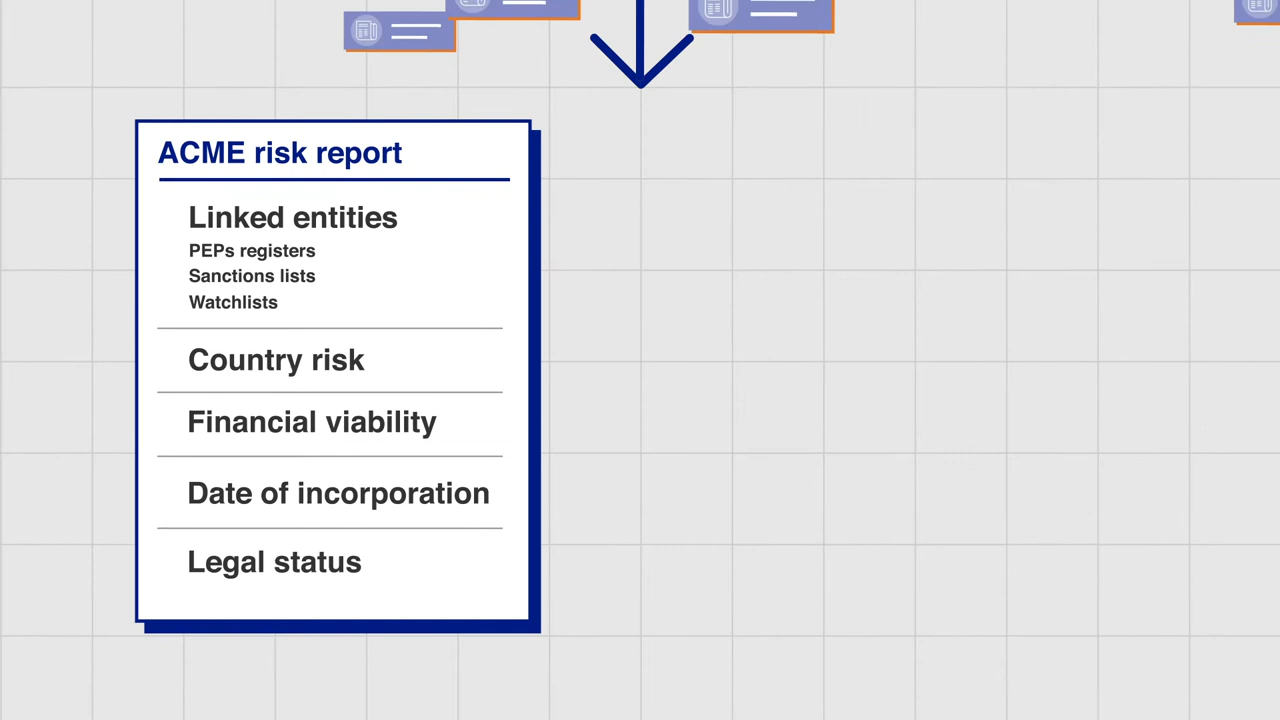 ACME risk report
Linked entities
PEPs registers
Sanctions lists
Watchlists
Country risk
Financial viability
Date of incorporation
Legal status